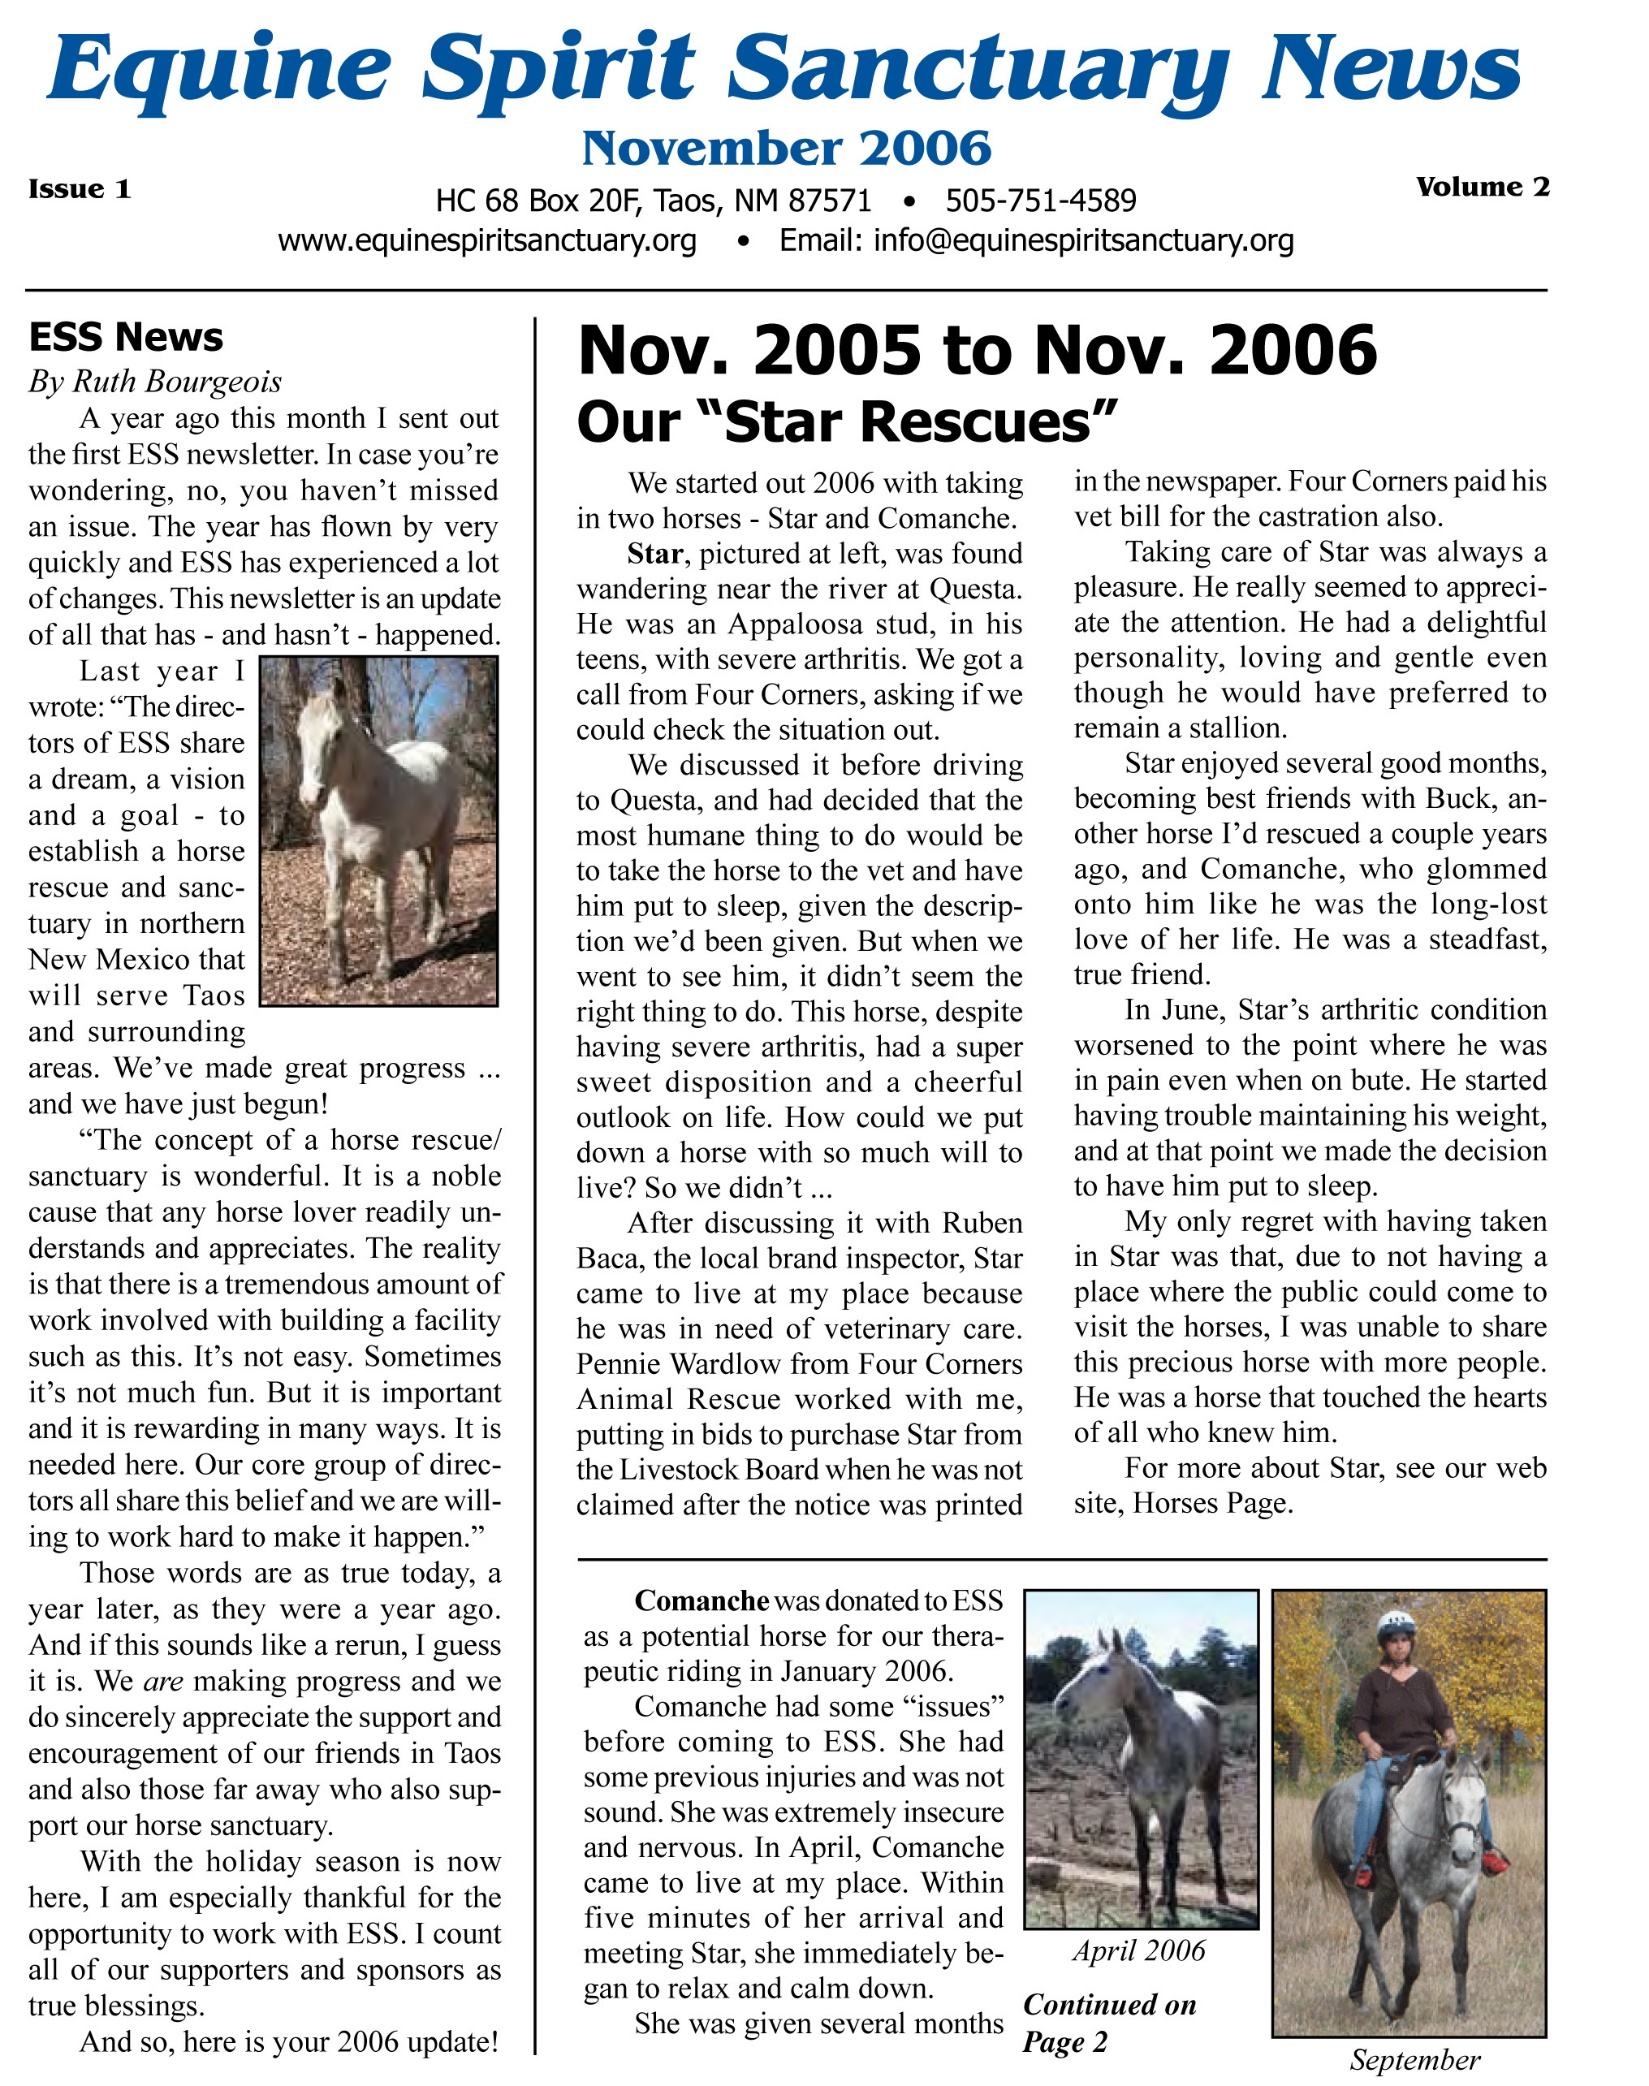 Equine Spirit Sanctuary News
November 2006
Issue 1
Volume 2
HC 68 Box 20F, Taos, NM 87571 • 505-751-4589
www.equinespiritsanctuary.org • Email: info@equinespiritsanctuary.org
ESS News
By Ruth Bourgeois
A year ago this month I sent out
the first ESS newsletter. In case you're
wondering, no, you haven't missed
an issue. The year has flown by very
quickly and ESS has experienced a lot
of changes. This newsletter is an update
of all that has - and hasn't - happened.
Last year I
wrote: "The direc-
tors of ESS share
a dream, a vision
and a goal - to
establish a horse
rescue and sanc-
tuary in northern
New Mexico that
will serve Taos
and surrounding
areas. We've made great progress ...
and we have just begun!
"The concept of a horse rescue/
sanctuary is wonderful. It is a noble
cause that any horse lover readily un-
derstands and appreciates. The reality
is that there is a tremendous amount of
work involved with building a facility
such as this. It's not easy. Sometimes
it's not much fun. But it is important
and it is rewarding in many ways. It is
needed here. Our core group of direc-
tors all share this belief and we are will-
ing to work hard to make it happen."
Those words are as true today, a
year later, as they were a year ago.
And if this sounds like a rerun, I guess
it is. We are making progress and we
do sincerely appreciate the support and
encouragement of our friends in Taos
and also those far away who also sup-
port our horse sanctuary.
With the holiday season is now
here, I am especially thankful for the
opportunity to work with ESS. I count
all of our supporters and sponsors as
true blessings.
And so, here is your 2006 update!
Nov. 2005 to Nov. 2006
Our "Star Rescues"
We started out 2006 with taking
in two horses - Star and Comanche.
Star, pictured at left, was found
wandering near the river at Questa.
He was an Appaloosa stud, in his
teens, with severe arthritis. We got a
call from Four Corners, asking if we
could check the situation out.
We discussed it before driving
to Questa, and had decided that the
most humane thing to do would be
to take the horse to the vet and have
him put to sleep, given the descrip-
tion we'd been given. But when we
went to see him, it didn't seem the
right thing to do. This horse, despite
having severe arthritis, had a super
sweet disposition and a cheerful
outlook on life. How could we put
down a horse with so much will to
live? So we didn't ...
After discussing it with Ruben
Baca, the local brand inspector, Star
came to live at my place because
he was in need of veterinary care.
Pennie Wardlow from Four Corners
Animal Rescue worked with me,
putting in bids to purchase Star from
the Livestock Board when he was not
claimed after the notice was printed
in the newspaper. Four Corners paid his
vet bill for the castration also.
Taking care of Star was always a
pleasure. He really seemed to appreci-
ate the attention. He had a delightful
personality, loving and gentle even
though he would have preferred to
remain a stallion.
Star enjoyed several good months,
becoming best friends with Buck, an-
other horse I'd rescued a couple years
ago, and Comanche, who glommed
onto him like he was the long-lost
love of her life. He was a steadfast,
true friend.
In June, Star's arthritic condition
worsened to the point where he was
in pain even when on bute. He started
having trouble maintaining his weight,
and at that point we made the decision
to have him put to sleep.
My only regret with having taken
in Star was that, due to not having a
place where the public could come to
visit the horses, I was unable to share
this precious horse with more people.
He was a horse that touched the hearts
of all who knew him.
For more about Star, see our web
site, Horses Page.
Comanche was donated to ESS
as a potential horse for our thera-
peutic riding in January 2006.
Comanche had some "issues"
before coming to ESS. She had
some previous injuries and was not
sound. She was extremely insecure
and nervous. In April, Comanche
came to live at my place. Within
five minutes of her arrival and
meeting Star, she immediately be-
gan to relax and calm down.
She was given several months
April 2006
Continued on
Page 2
September